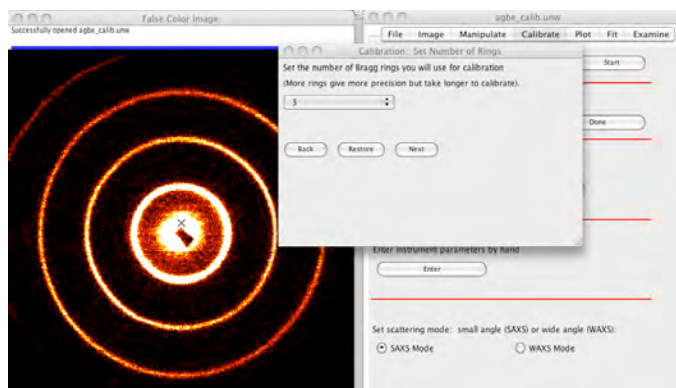 False Color Image
agbe_calib.unw
Successfully opened agbe_calib.unw
File Image Manipulate Calibrate Plot Fit Examine
Calibration: Set Number of Rings
Set the number of Bragg rings you will use for calibration
(More rings give more precision but take longer to calibrate).
Start
3
Done
Back Restore Next
Enter instrument parameters by hand
Enter
Set scattering mode: small angle (SAXS) or wide angle (WAXS):
SAXS Mode WAXS Mode